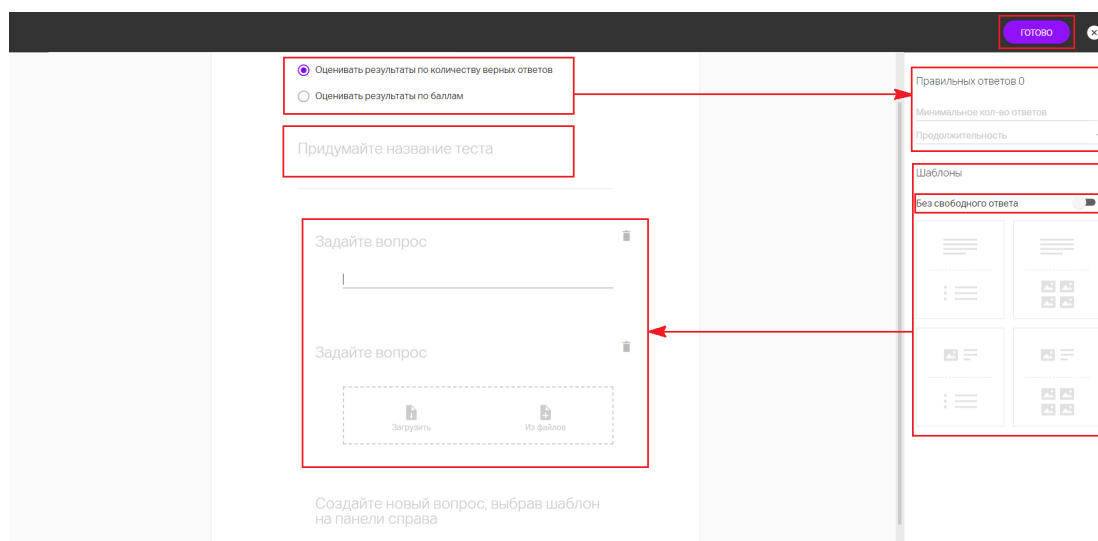 ГОТОВО
Оценивать результаты по количеству верных ответов
Оценивать результаты по баллам
Придумайте название теста
Задайте вопрос
Задайте вопрос
Загрузить
Из файлов
Создайте новый вопрос, выбрав шаблон
на панели справа
Правильных ответов 0
Минимальное кол-во ответов
Продолжительность
Шаблоны
Без свободного ответа